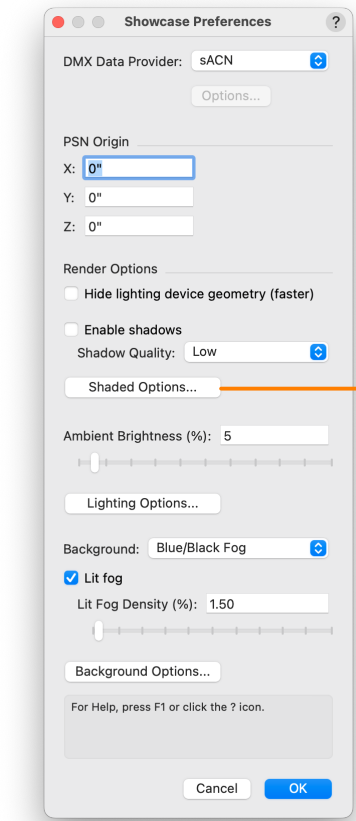 Showcase Preferences ?
DMX Data Provider: sACN
Options...
PSN Origin
X: 0"
Y: 0"
Z: 0"
Render Options
Hide lighting device geometry (faster)
Enable shadows
Shadow Quality: Low
Shaded Options...
Ambient Brightness (%): 5
Lighting Options...
Background: Blue/Black Fog
Lit fog
Lit Fog Density (%): 1.50
Background Options...
For Help, press F1 or click the ? icon.
Cancel OK